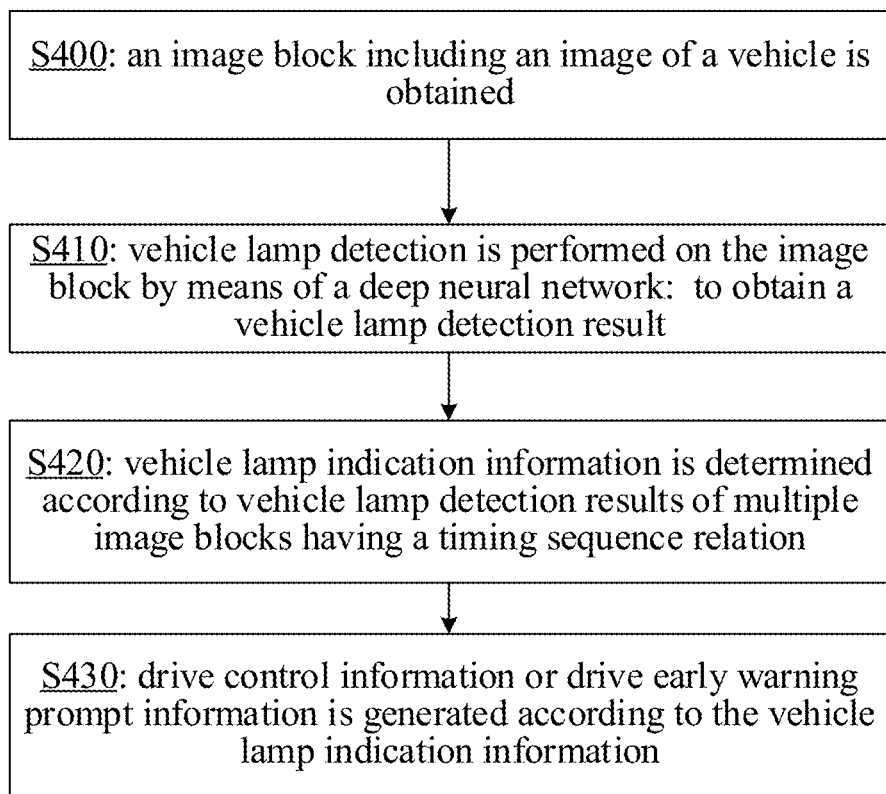 S400: an image block including an image of a vehicle is
obtained
S410: vehicle lamp detection is performed on the image
block by means of a deep neural network: to obtain a
vehicle lamp detection result
S420: vehicle lamp indication information is determined
according to vehicle lamp detection results of multiple
image blocks having a timing sequence relation
S430: drive control information or drive early warning
prompt information is generated according to the vehicle
lamp indication information